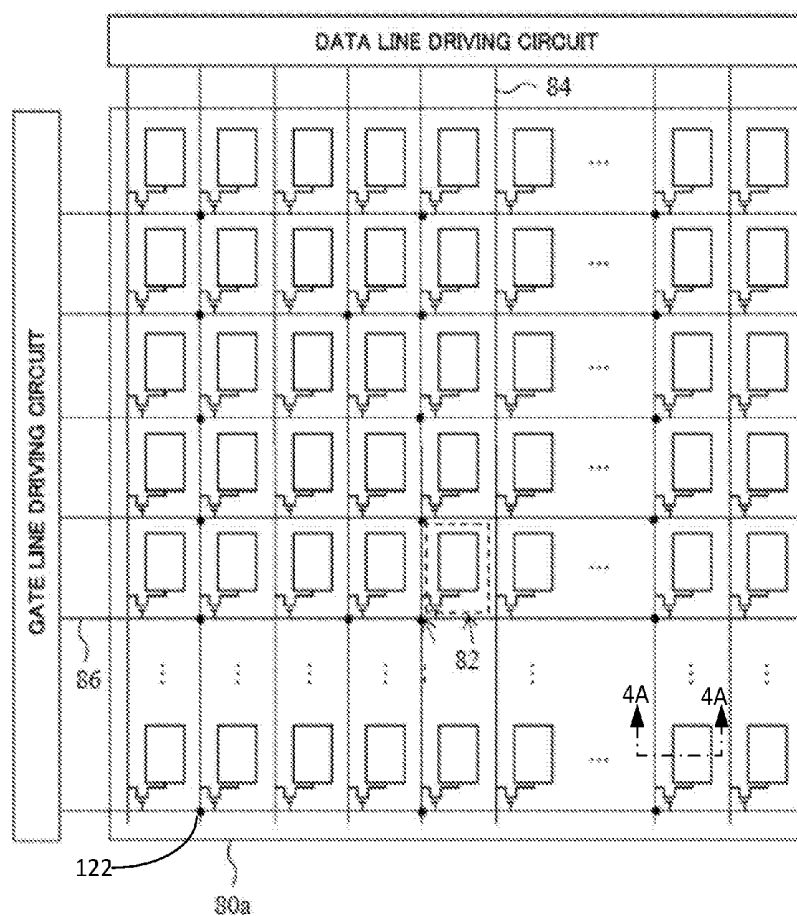 DATA LINE DRIVING CIRCUIT
84
GATE LINE DRIVING CIRCUIT
...
...
...
...
...
82
86
4A 4A
...
122
80a